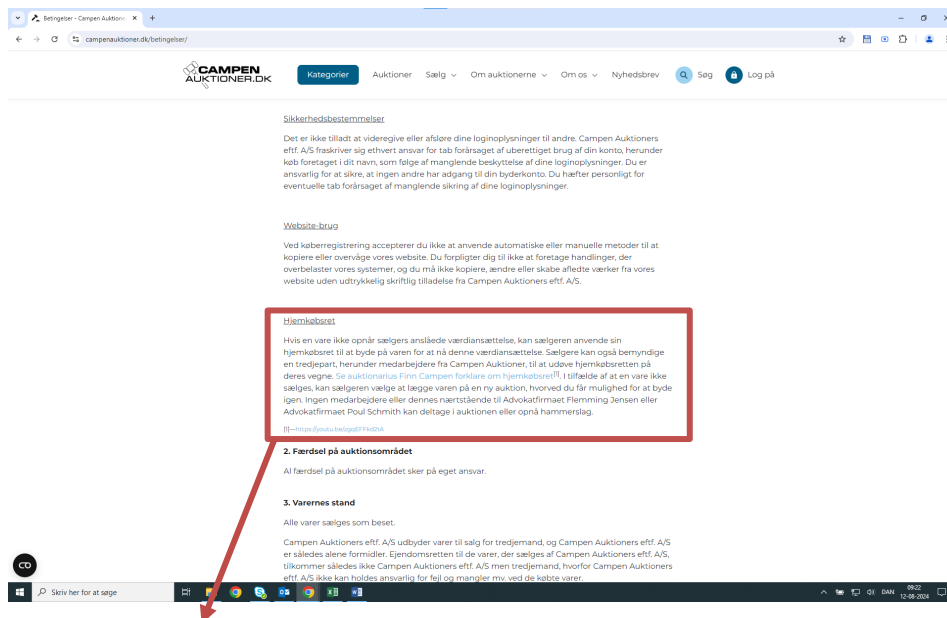 Betingelser - Campen Auktione
campenauktioner.dk/betingelser/
CAMPEN
AUKTIONER.DK
Kategorier Auktioner Sælg Om auktionerne Om os Nyhedsbrev Søg Log på
Sikkerhedsbestemmelser
Det er ikke tilladt at videregive eller afsløre dine loginoplysninger til andre. Campen Auktioners
eftf. A/S fraskriver sig ethvert ansvar for tab forårsaget af uberettiget brug af din konto, herunder
køb foretaget i dit navn, som følge af manglende beskyttelse af dine loginoplysninger. Du er
ansvarlig for at sikre, at ingen andre har adgang til din byderkonto. Du hæfter personligt for
eventuelle tab forårsaget af manglende sikring af dine loginoplysninger.
Website-brug
Ved køberregistrering accepterer du ikke at anvende automatiske eller manuelle metoder til at
kopiere eller overvåge vores website. Du forpligter dig til ikke at foretage handlinger, der
overbelaster vores systemer, og du må ikke kopiere, ændre eller skabe afledte værker fra vores
website uden udtrykkelig skriftlig tilladelse fra Campen Auktioners eftf. A/S.
Hjemkøbsret
Hvis en vare ikke opnår sælgers anslåede værdiansættelse, kan sælgeren anvende sin
hjemkøbsret til at byde på varen for at nå denne værdiansættelse. Sælgere kan også bemyndige
en tredjepart, herunder medarbejdere fra Campen Auktioner, til at udøve hjemkøbsretten på
deres vegne. Se auktionarius Finn Campen forklare om hjemkøbsret[1]. I tilfælde af at en vare ikke
sælges, kan sælgeren vælge at lægge varen på en ny auktion, hvorved du får mulighed for at byde
igen. Ingen medarbejdere eller dennes nærtstående til Advokatfirmaet Flemming Jensen eller
Advokatfirmaet Poul Schmith kan deltage i auktionen eller opnå hammerslag.
2. Færdsel på auktionsområdet
Al færdsel på auktionsområdet sker på eget ansvar.
3. Varernes stand
Alle varer sælges som beset.
Campen Auktioners eftf. A/S udbyder varer til salg for tredjemand, og Campen Auktioners eftf. A/S
er således alene formidler. Ejendomsretten til de varer, der sælges af Campen Auktioners eftf. A/S,
tilkommer således ikke Campen Auktioners eftf. A/S men tredjemand, hvorfor Campen Auktioners
eftf. A/S ikke kan holdes ansvarlig for fejl og mangler mv. ved de købte varer.
Skriv her for at søge
DAN
09:22
12-08-2024